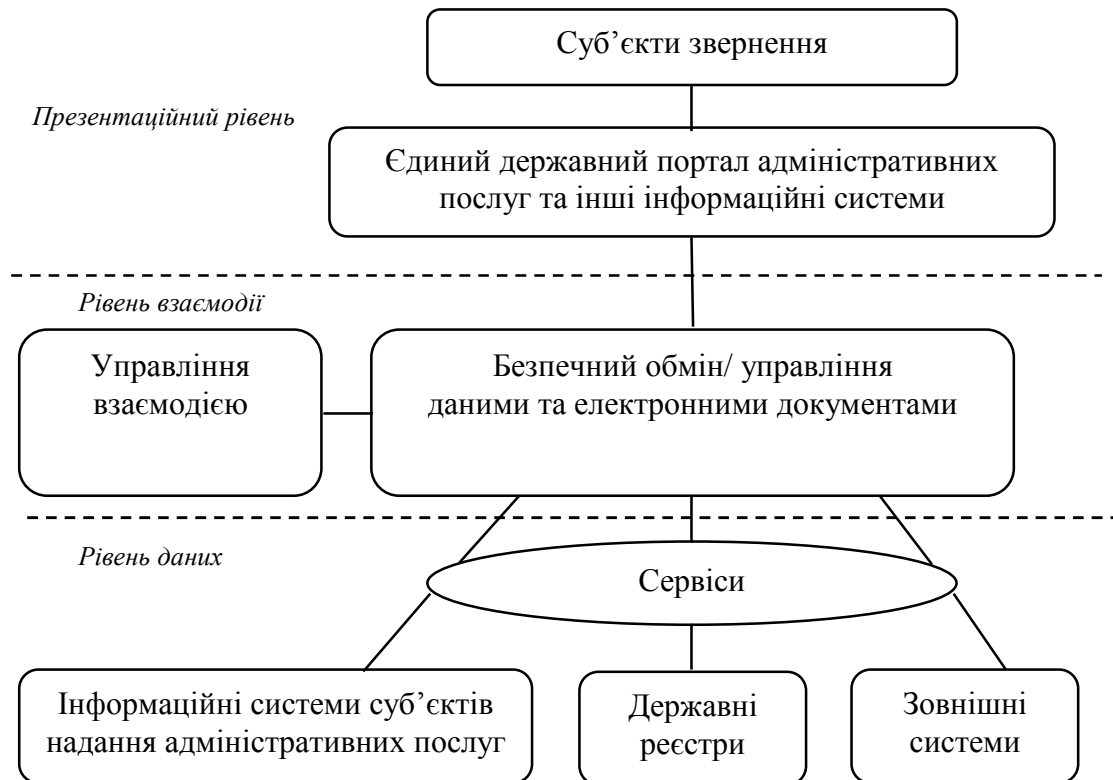 Суб’єкти звернення
Презентаційний рівень
Єдиний державний портал адміністративних
послуг та інші інформаційні системи
Рівень взаємодії
Управління
взаємодією
Безпечний обмін/ управління
даними та електронними документами
Рівень даних
Сервіси
Інформаційні системи суб’єктів
надання адміністративних послуг
Державні
реєстри
Зовнішні
системи